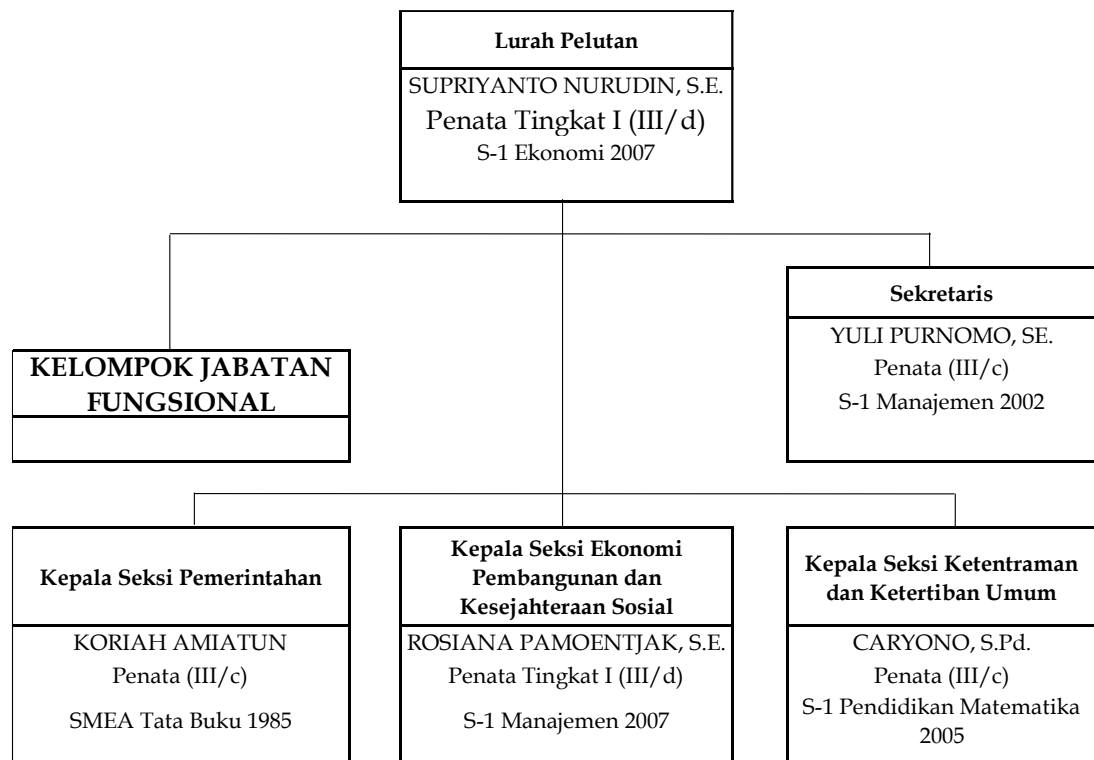 Lurah Pelutan
SUPRIYANTO NURUDIN, S.E.
Penata Tingkat I (III/d)
S-1 Ekonomi 2007
Sekretaris
YULI PURNOMO, SE.
Penata (III/c)
S-1 Manajemen 2002
KELOMPOK JABATAN
FUNGSIONAL
Kepala Seksi Pemerintahan
KORIAH AMIATUN
Penata (III/c)
SMEA Tata Buku 1985
Kepala Seksi Ekonomi
Pembangunan dan
Kesejahteraan Sosial
ROSIANA PAMOENTJAK, S.E.
Penata Tingkat I (III/d)
S-1 Manajemen 2007
Kepala Seksi Ketentraman
dan Ketertiban Umum
CARYONO, S.Pd.
Penata (III/c)
S-1 Pendidikan Matematika
2005